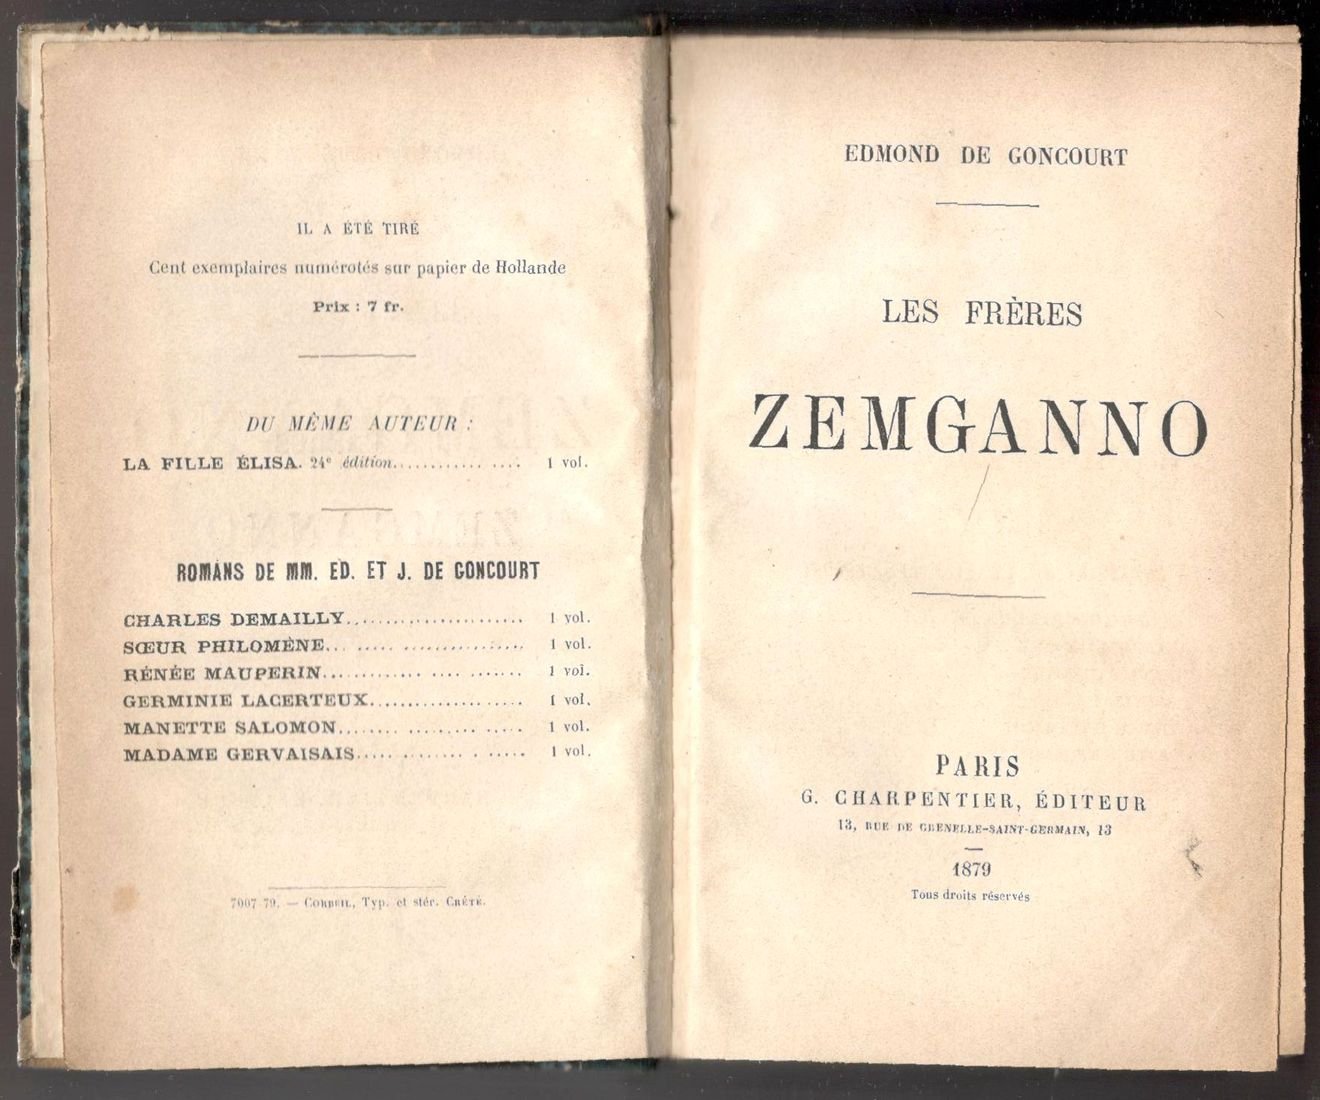 IL A ÉTÉ TIRÉ
Cent exemplaires numérotés sur papier de Hollande
Prix : 7 fr.
DU MÊME AUTEUR :
LA FILLE ÉLISA. 24e édition................ 1 vol.
ROMANS DE MM. ED. ET J. DE GONCOURT
CHARLES DEMAILLY....................... 1 vol.
SŒUR PHILOMÈNE... ..... ............... 1 vol.
RÉNÉE MAUPERIN............. .... ....... 1 vol.
GERMINIE LACERTEUX................ ..... 1 vol.
MANETTE SALOMON........ ......... ..... 1 vol.
MADAME GERVAISAIS..... ....... . ..... 1 vol.
7007 79. — CORBEIL, Typ. et stér. CRÉTÉ.
EDMOND DE GONCOURT
LES FRÈRES
ZEMGANNO
PARIS
G. CHARPENTIER, ÉDITEUR
13, RUE DE GRENELLE-SAINT-GERMAIN, 13
1879
Tous droits réservés